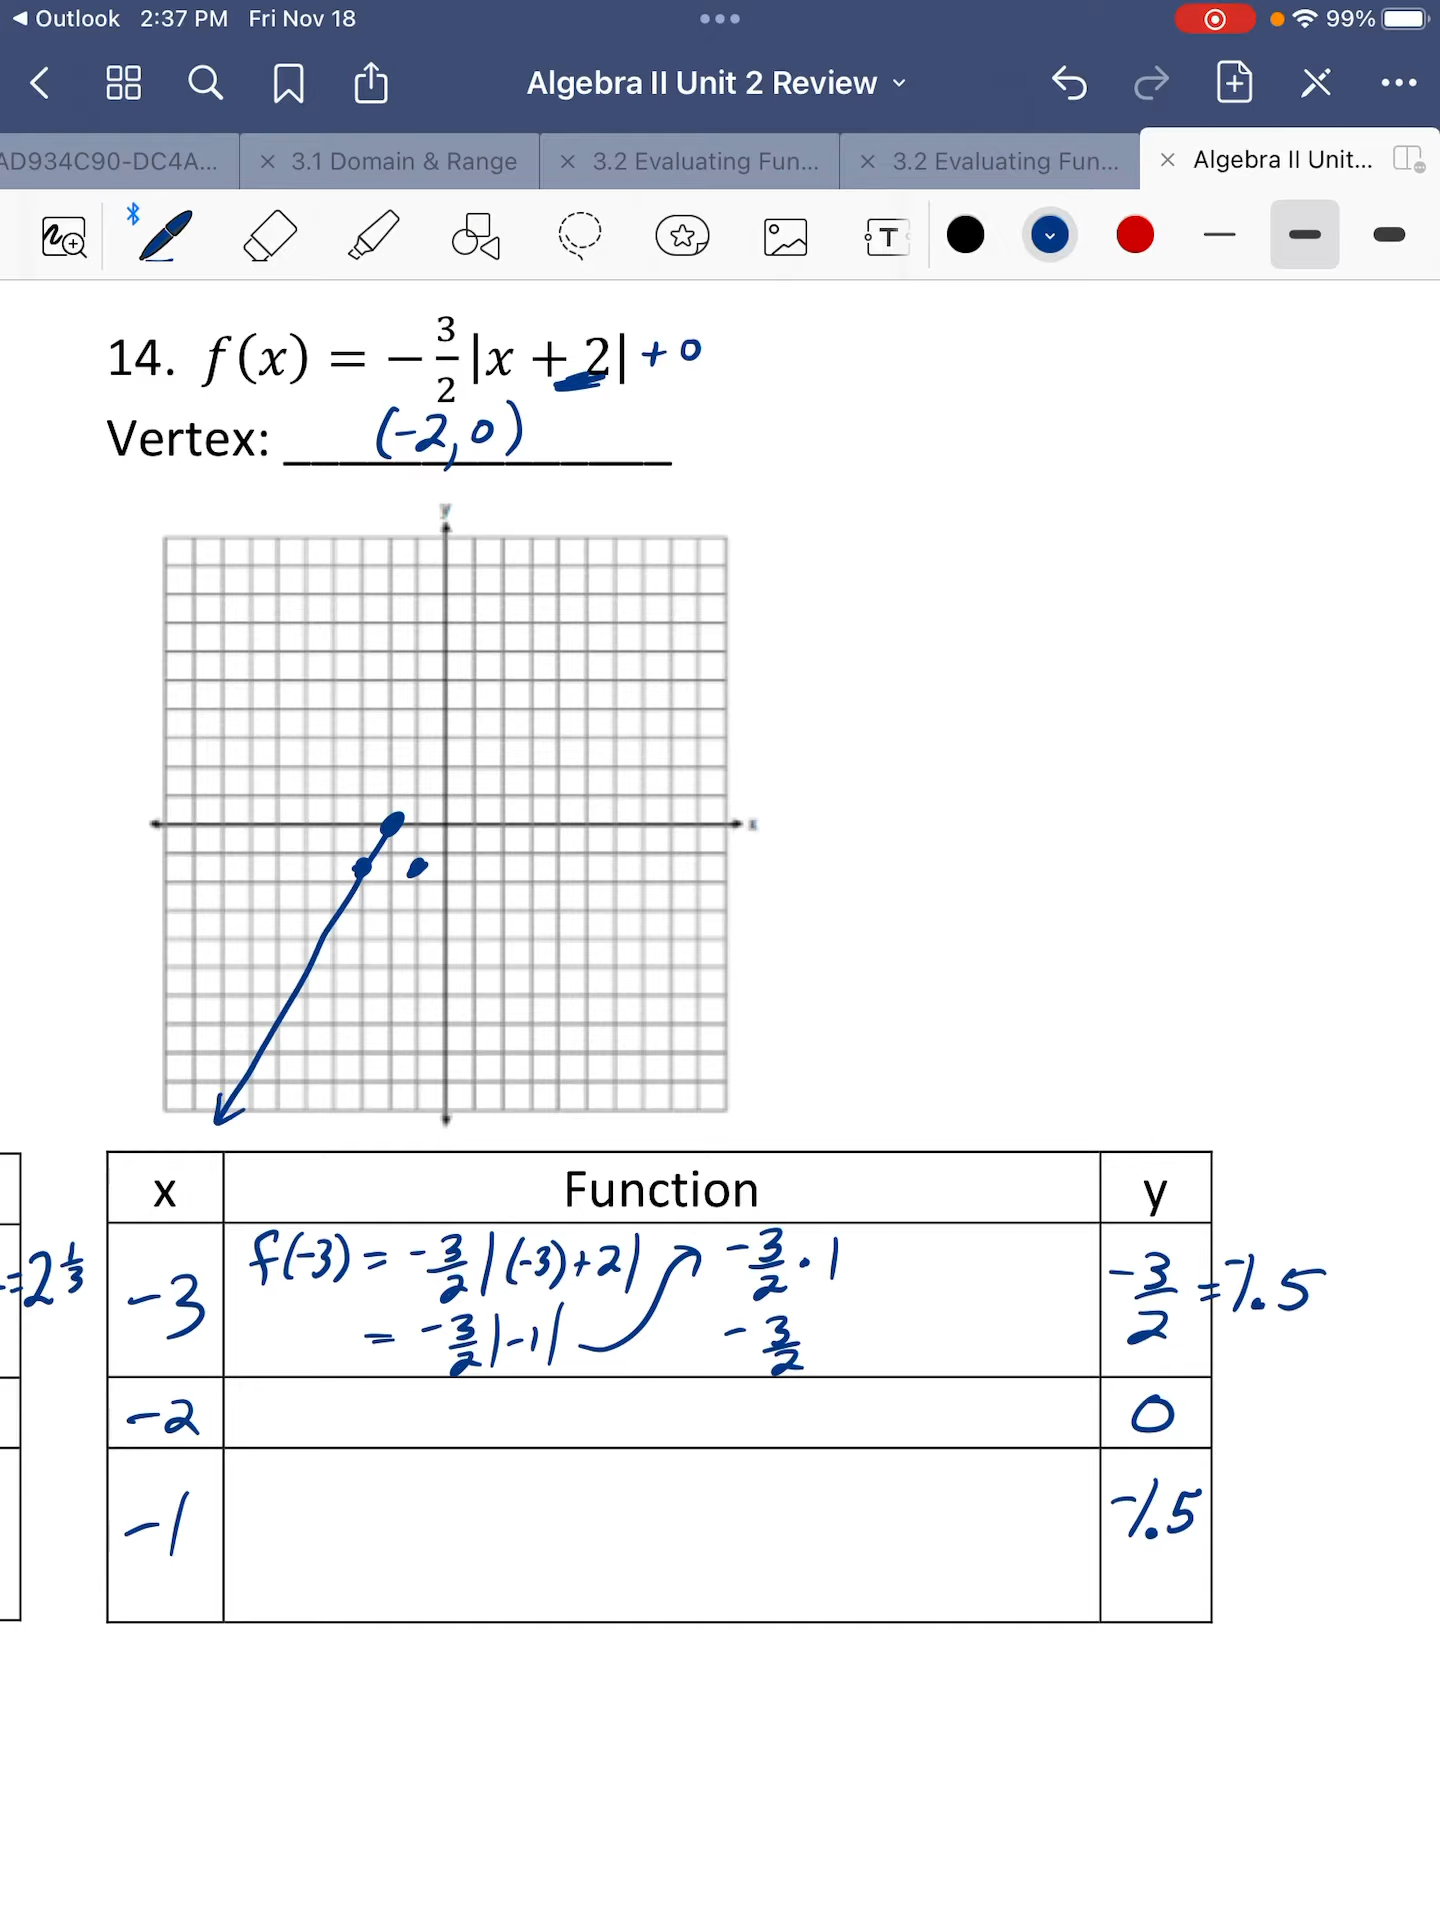 ◀ Outlook 2:37 PM Fri Nov 18 99%
Algebra II Unit 2 Review
AD934C90-DC4A... × 3.1 Domain & Range × 3.2 Evaluating Fun... × 3.2 Evaluating Fun... × Algebra II Unit...
T
14. f(x) = -3/2|x + 2| + 0
Vertex: (-2, 0)
y
x
x Function y
=2 1/3
-3 f(-3) = -3/2 |(-3)+2| -3/2 · 1 -3/2 = -1.5
= -3/2 |-1| -3/2
-2 0
-1 -1.5